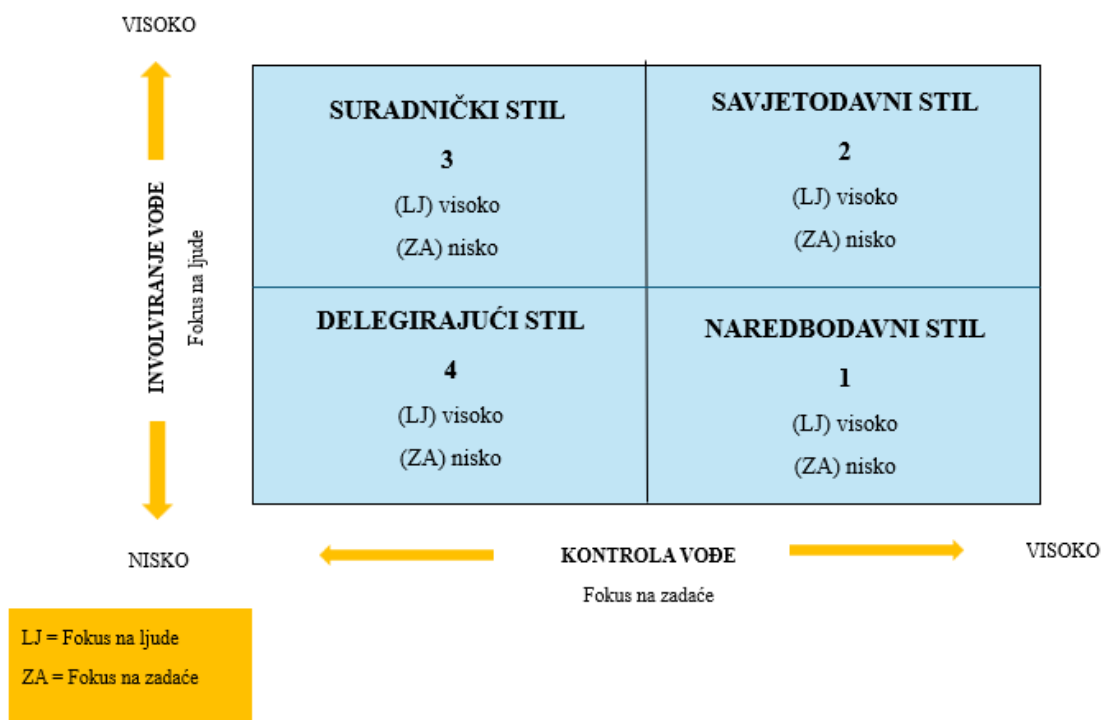 VISOKO
SURADNIČKI STIL
3
(LJ) visoko
(ZA) nisko
SAVJETODAVNI STIL
2
(LJ) visoko
(ZA) nisko
INVOLVIRANJE VOĐE
Fokus na ljude
DELEGIRAJUĆI STIL
4
(LJ) visoko
(ZA) nisko
NAREDBODAVNI STIL
1
(LJ) visoko
(ZA) nisko
NISKO
KONTROLA VOĐE
Fokus na zadaće
VISOKO
LJ = Fokus na ljude
ZA = Fokus na zadaće